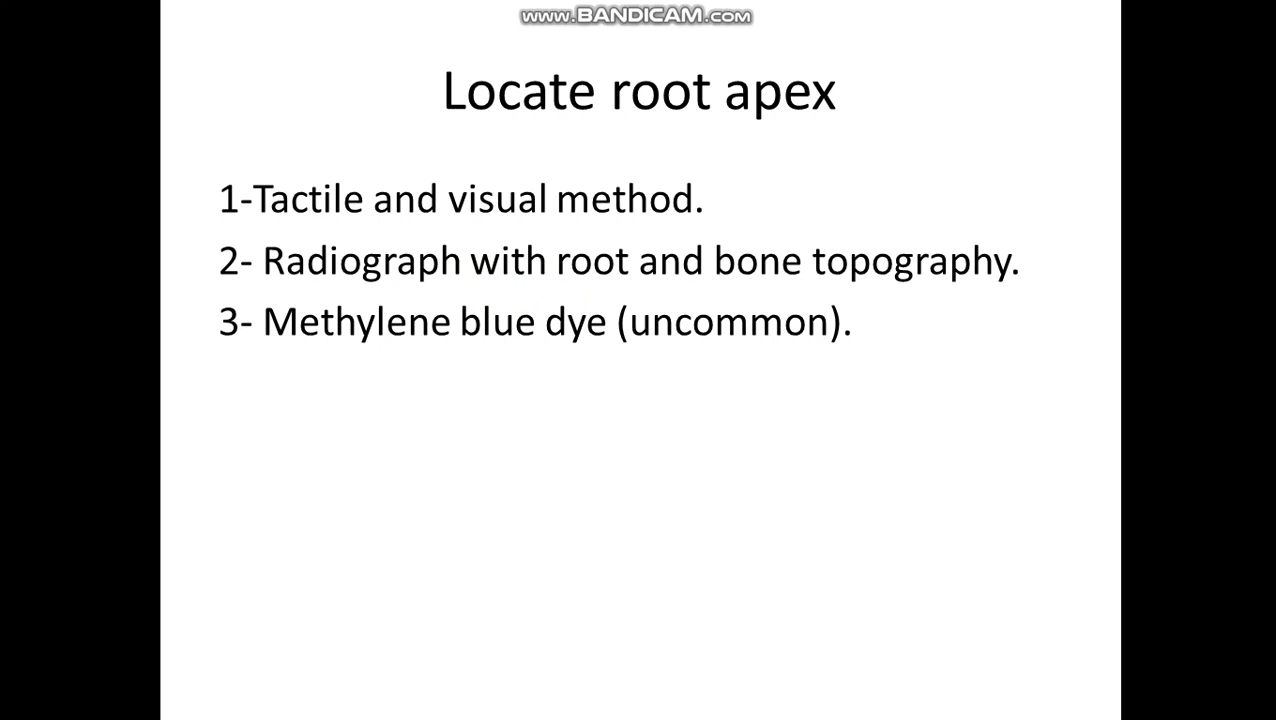 www.BANDICAM.com
Locate root apex
1-Tactile and visual method.
2- Radiograph with root and bone topography.
3- Methylene blue dye (uncommon).